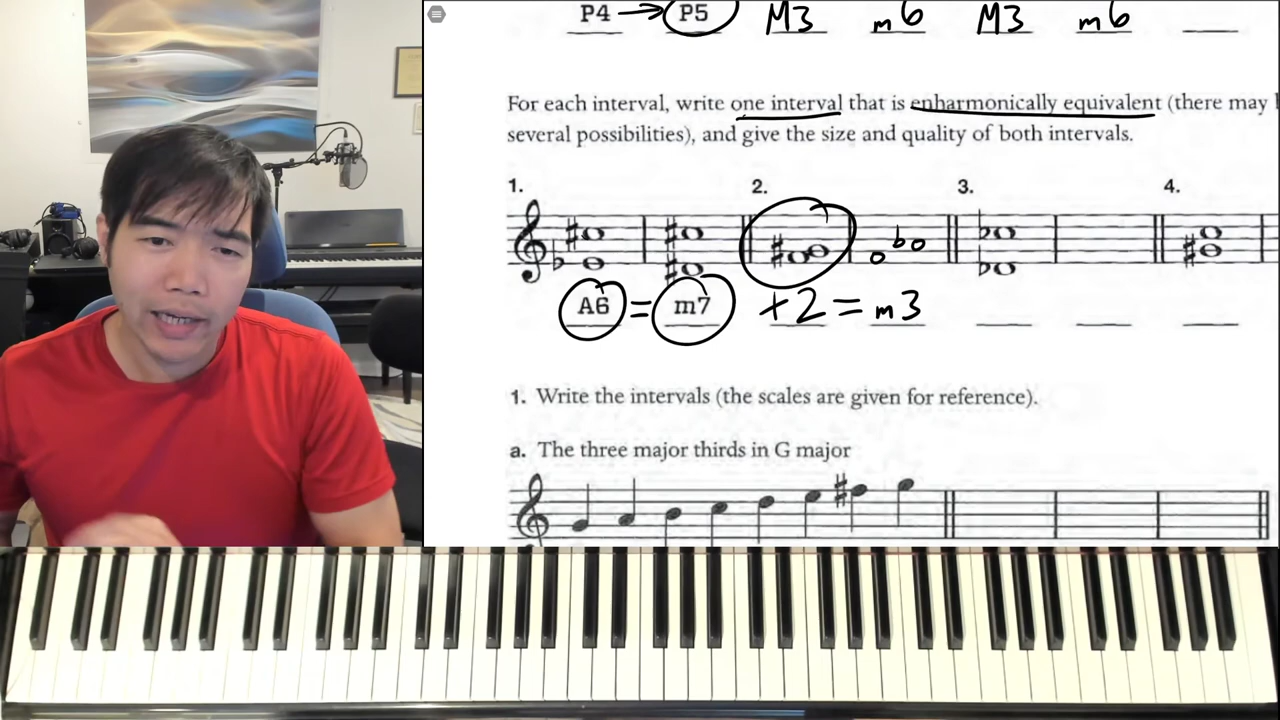 P4 → P5 M3 m6 M3 m6
For each interval, write one interval that is enharmonically equivalent (there may
several possibilities), and give the size and quality of both intervals.
1. 2. 3. 4.
A6 = m7 +2 = m3
1. Write the intervals (the scales are given for reference).
a. The three major thirds in G major